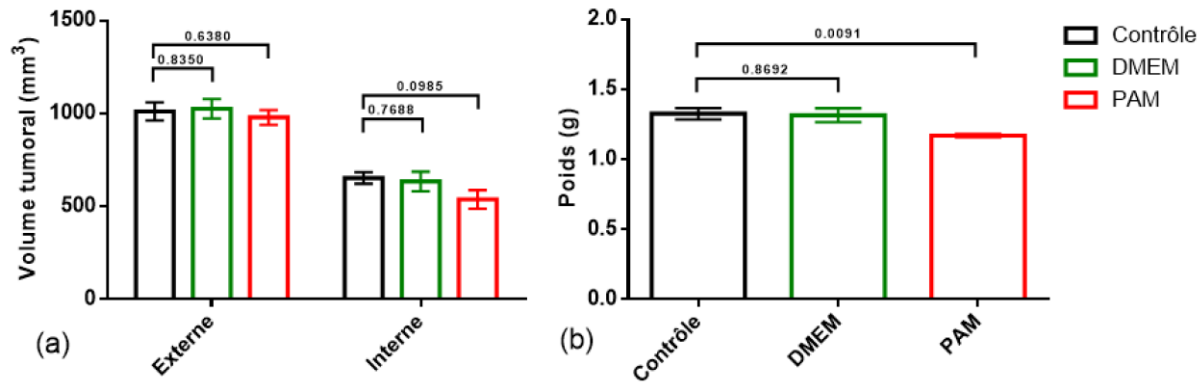 Volume tumoral (mm³)
1500
1000
500
0
0.6380
0.8350
0.0985
0.7688
Externe
Interne
(a)
Poids (g)
2.0
1.5
1.0
0.5
0.0
0.0091
0.8692
Contrôle
DMEM
PAM
(b)
Contrôle
DMEM
PAM